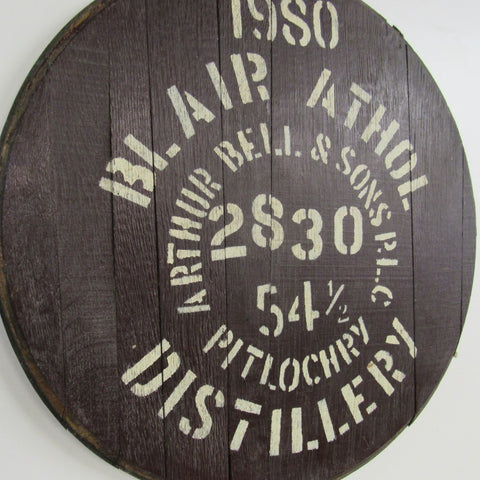 1980
BLAIR ATHOL
ARTHUR BELL & SONS P.L.C
2830
54½
PITLOCHRY
DISTILLERY